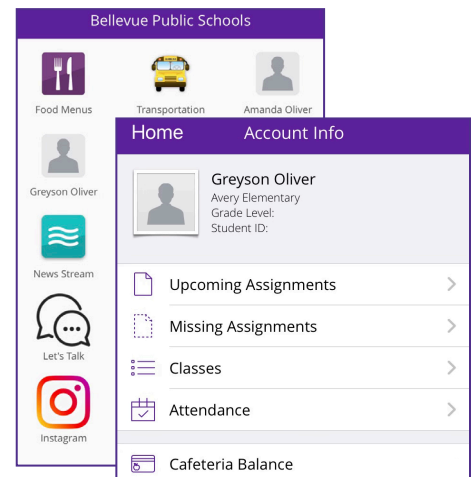 Bellevue Public Schools
Food Menus
Transportation
Amanda Oliver
Greyson Oliver
News Stream
Let's Talk
Instagram
Home
Account Info
Greyson Oliver
Avery Elementary
Grade Level:
Student ID:
Upcoming Assignments
Missing Assignments
Classes
Attendance
Cafeteria Balance